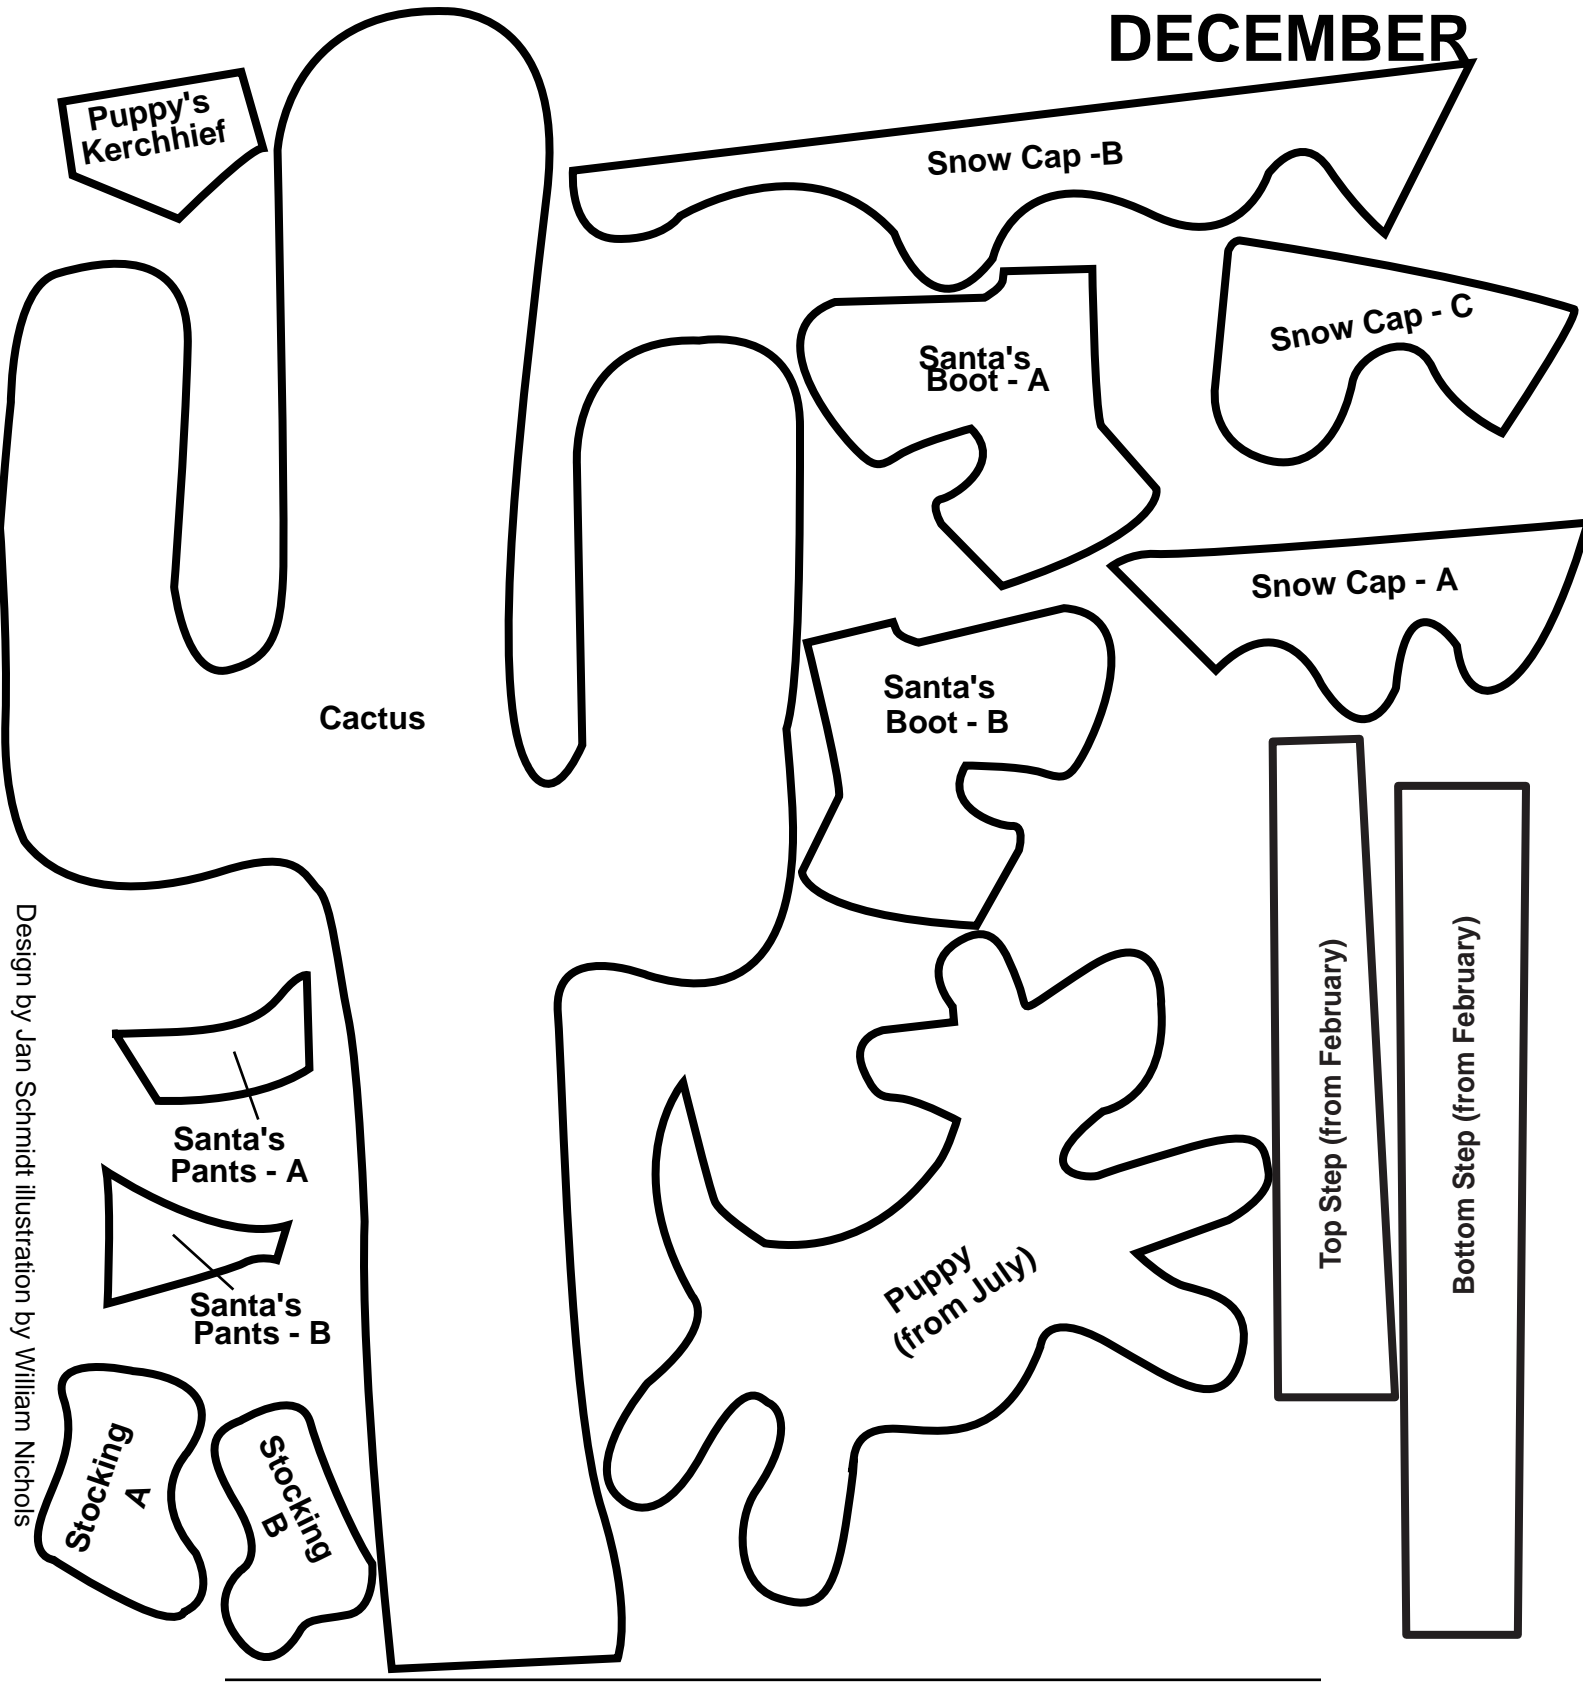 DECEMBER
Puppy's
Kerchhief
Snow Cap -B
Snow Cap - C
Santa's
Boot - A
Snow Cap - A
Santa's
Boot - B
Cactus
Top Step (from February)
Bottom Step (from February)
Design by Jan Schmidt illustration by William Nichols
Santa's
Pants - A
Puppy
(from July)
Santa's
Pants - B
Stocking
A
Stocking
B